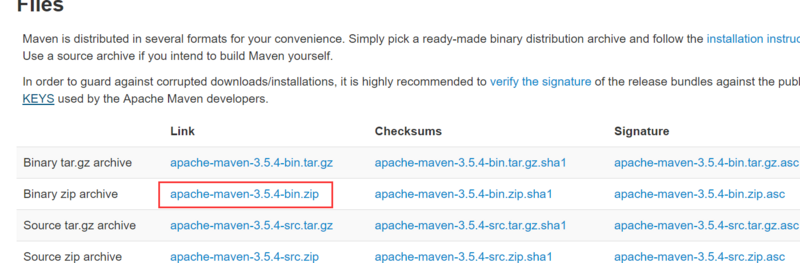 Files
Maven is distributed in several formats for your convenience. Simply pick a ready-made binary distribution archive and follow the installation
Use a source archive if you intend to build Maven yourself.
In order to guard against corrupted downloads/installations, it is highly recommended to verify the signature of the release bundles against the
KEYS used by the Apache Maven developers.
Link Checksums Signature
Binary tar.gz archive apache-maven-3.5.4-bin.tar.gz apache-maven-3.5.4-bin.tar.gz.sha1 apache-maven-3.5.4-bin.tar.gz.asc
Binary zip archive apache-maven-3.5.4-bin.zip apache-maven-3.5.4-bin.zip.sha1 apache-maven-3.5.4-bin.zip.asc
Source tar.gz archive apache-maven-3.5.4-src.tar.gz apache-maven-3.5.4-src.tar.gz.sha1 apache-maven-3.5.4-src.tar.gz.asc
Source zip archive apache-maven-3.5.4-src.zip apache-maven-3.5.4-src.zip.sha1 apache-maven-3.5.4-src.zip.asc